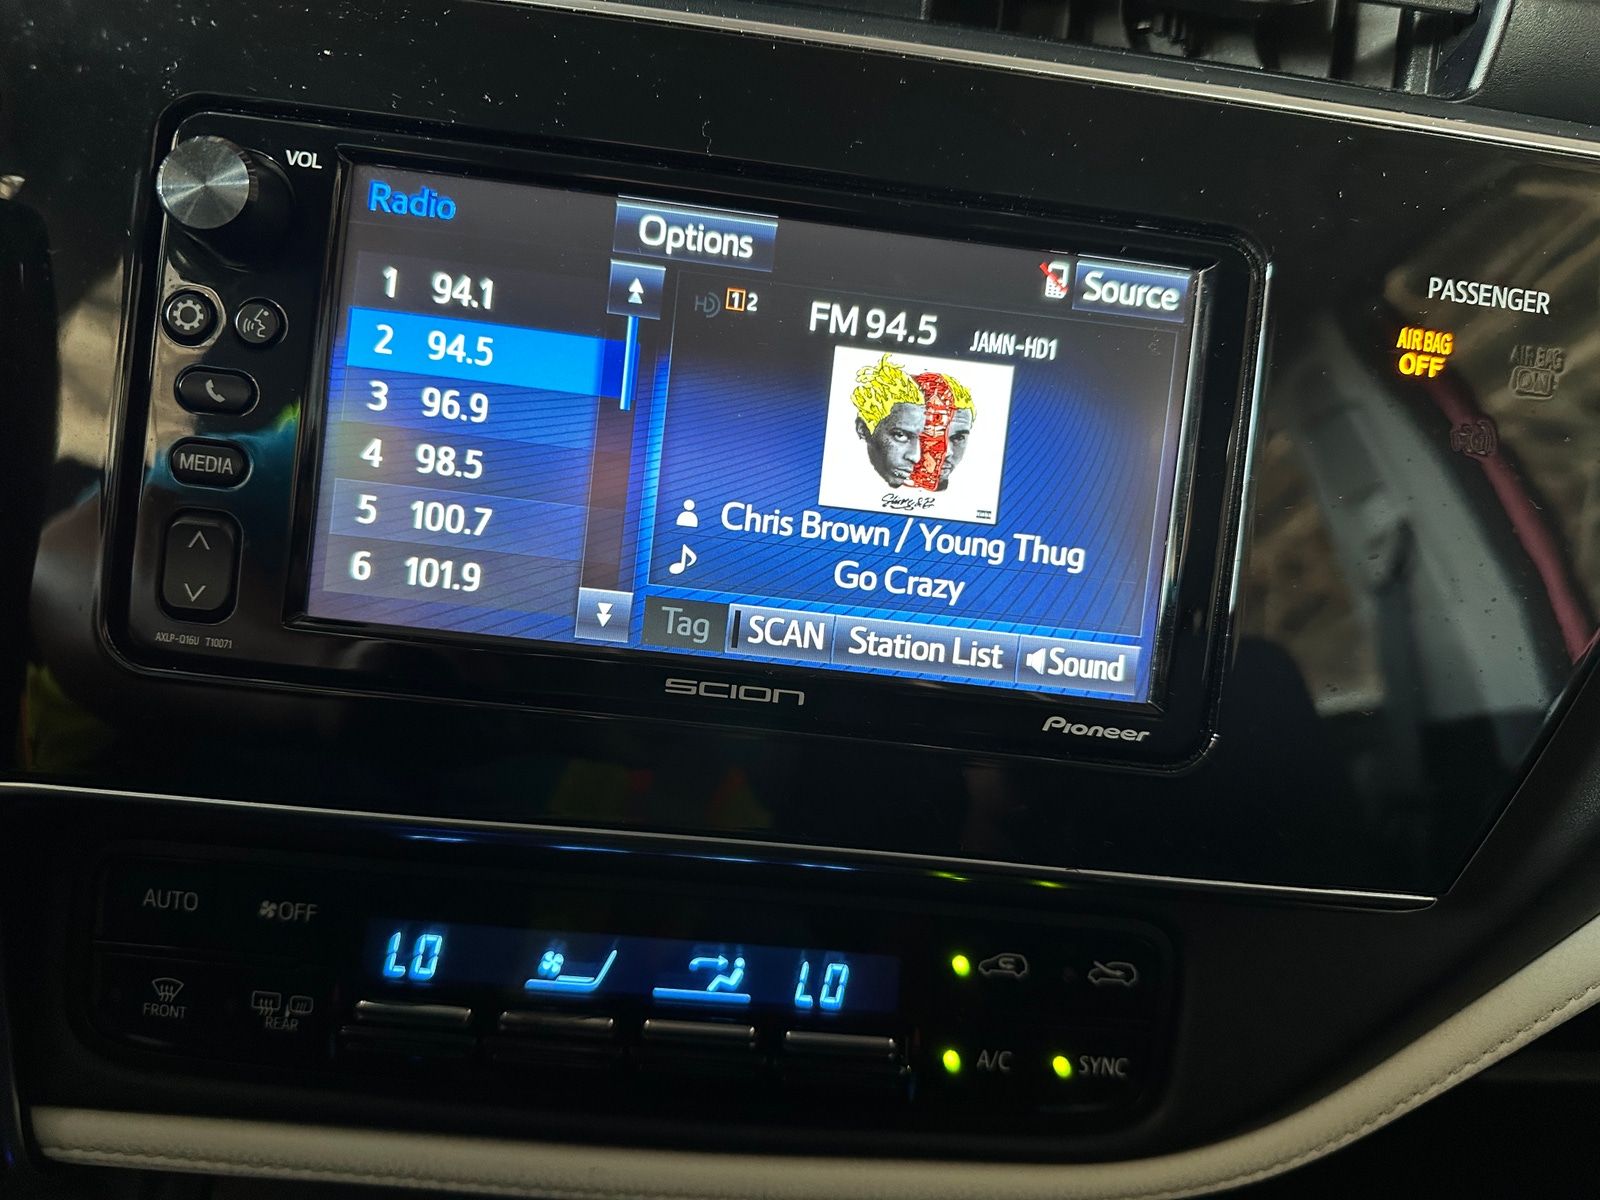 VOL
Radio
Options
Source
1 94.1
2 94.5
3 96.9
4 98.5
5 100.7
6 101.9
HD 1 2
FM 94.5 JAMN-HD1
Chris Brown / Young Thug
Go Crazy
Tag
SCAN
Station List
Sound
MEDIA
AXLP-Q16U T10071
SCION
Pioneer
PASSENGER
AIR BAG
OFF
AIR BAG
ON
AUTO
OFF
LO
LO
FRONT
REAR
A/C
SYNC